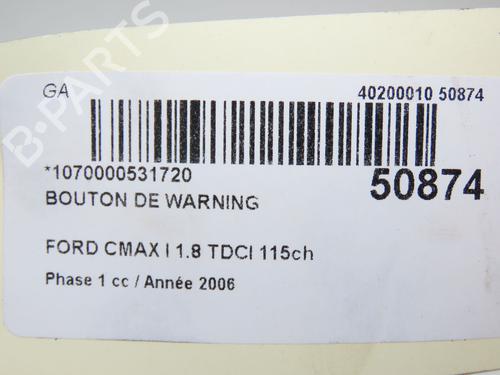 GA
40200010 50874
*1070000531720
50874
BOUTON DE WARNING
FORD CMAX I 1.8 TDCI 115ch
Phase 1 cc / Année 2006
B-PARTS